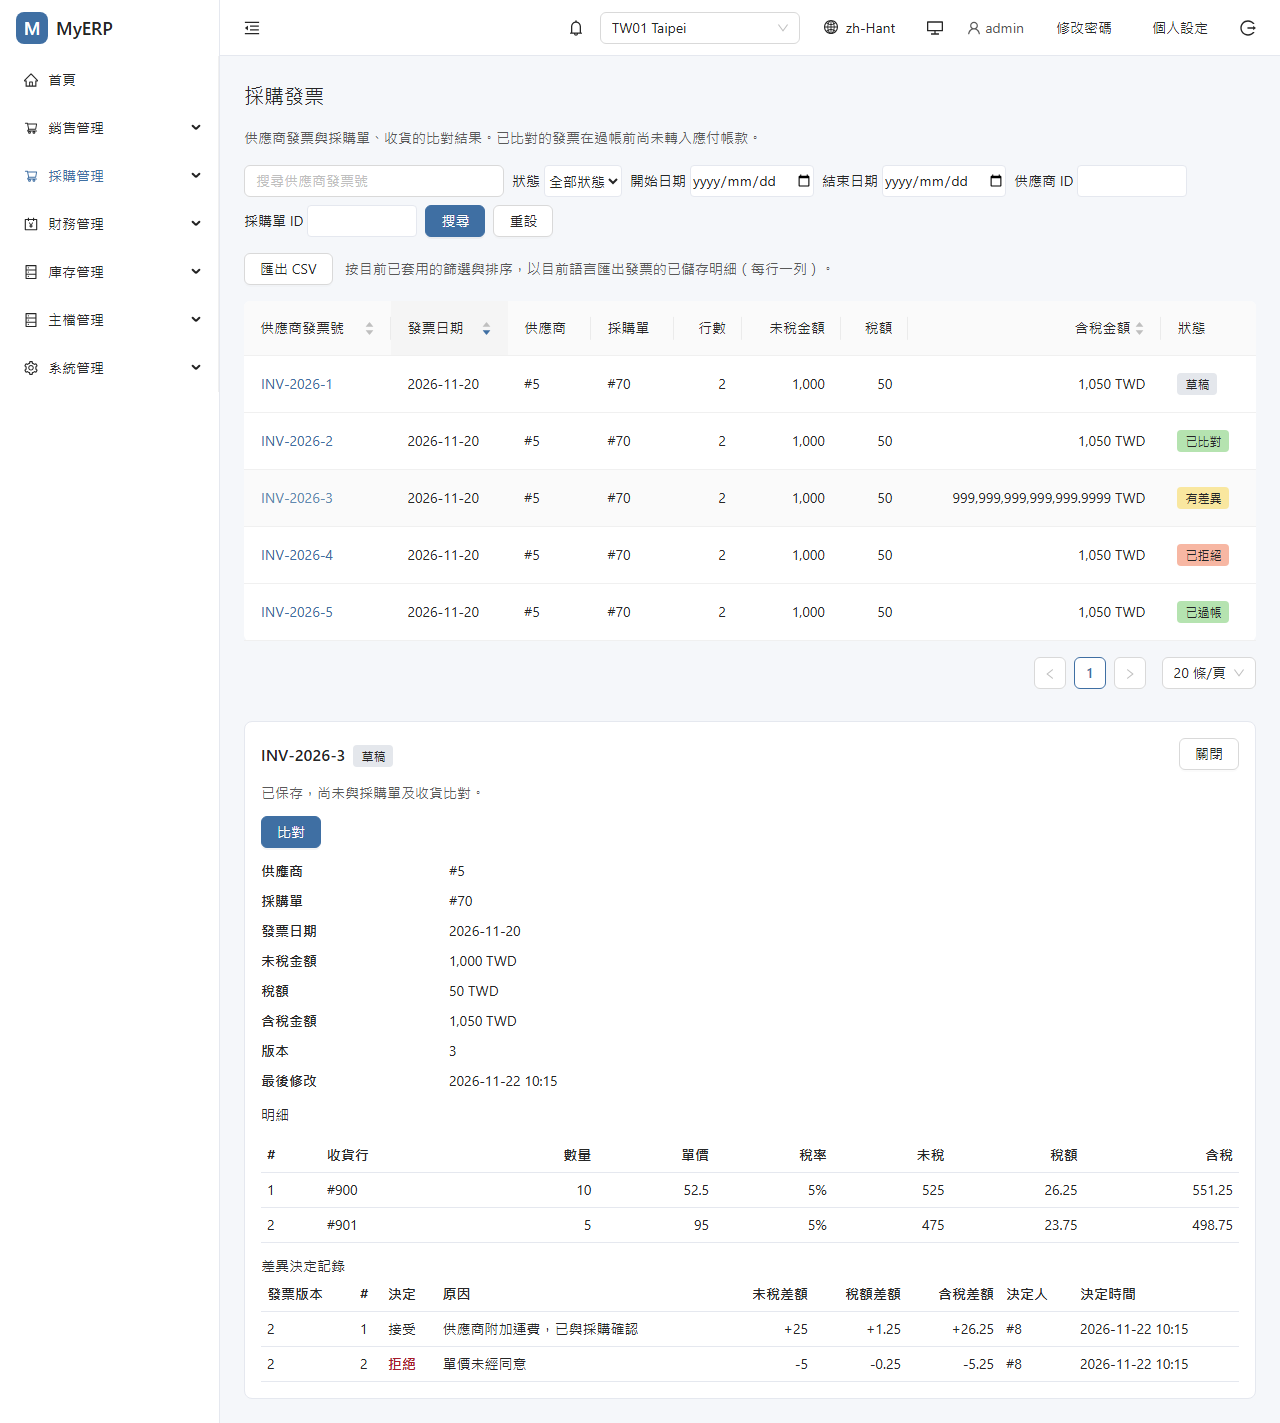 M MyERP
TW01 Taipei zh-Hant admin 修改密碼 個人設定
首頁
銷售管理
採購管理
財務管理
庫存管理
主檔管理
系統管理
採購發票
供應商發票與採購單、收貨的比對結果。已比對的發票在過帳前尚未轉入應付帳款。
搜尋供應商發票號 狀態 全部狀態 開始日期 yyyy/mm/dd 結束日期 yyyy/mm/dd 供應商 ID
採購單 ID 搜尋 重設
匯出 CSV 按目前已套用的篩選與排序，以目前語言匯出發票的已儲存明細（每行一列）。
供應商發票號 發票日期 供應商 採購單 行數 未稅金額 稅額 含稅金額 狀態
INV-2026-1 2026-11-20 #5 #70 2 1,000 50 1,050 TWD 草稿
INV-2026-2 2026-11-20 #5 #70 2 1,000 50 1,050 TWD 已比對
INV-2026-3 2026-11-20 #5 #70 2 1,000 50 999,999,999,999,999.9999 TWD 有差異
INV-2026-4 2026-11-20 #5 #70 2 1,000 50 1,050 TWD 已拒絕
INV-2026-5 2026-11-20 #5 #70 2 1,000 50 1,050 TWD 已過帳
< 1 > 20 條/頁
INV-2026-3 草稿 關閉
已保存，尚未與採購單及收貨比對。
比對
供應商 #5
採購單 #70
發票日期 2026-11-20
未稅金額 1,000 TWD
稅額 50 TWD
含稅金額 1,050 TWD
版本 3
最後修改 2026-11-22 10:15
明細
# 收貨行 數量 單價 稅率 未稅 稅額 含稅
1 #900 10 52.5 5% 525 26.25 551.25
2 #901 5 95 5% 475 23.75 498.75
差異決定記錄
發票版本 # 決定 原因 未稅差額 稅額差額 含稅差額 決定人 決定時間
2 1 接受 供應商附加運費，已與採購確認 +25 +1.25 +26.25 #8 2026-11-22 10:15
2 2 拒絕 單價未經同意 -5 -0.25 -5.25 #8 2026-11-22 10:15